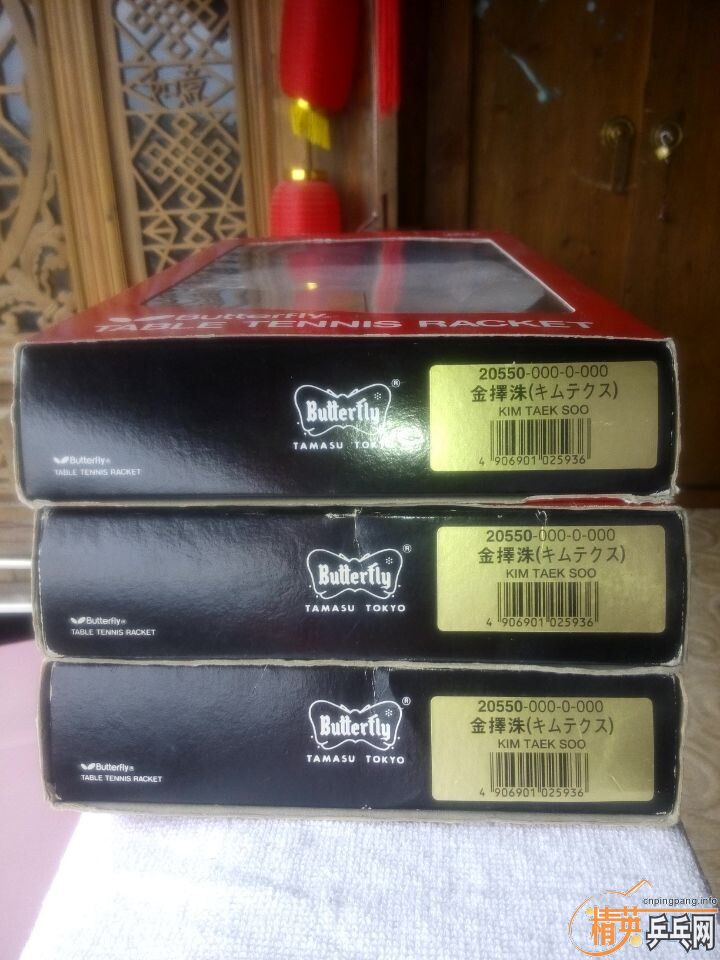 Butterfly®
TABLE TENNIS RACKET
Butterfly ®
TAMASU TOKYO
Butterfly®
TABLE TENNIS RACKET
20550-000-0-000
金擇洙(キムテクス)
KIM TAEK SOO
4 906901 025936
Butterfly ®
TAMASU TOKYO
Butterfly®
TABLE TENNIS RACKET
20550-000-0-000
金擇洙(キムテクス)
KIM TAEK SOO
4 906901 025936
Butterfly ®
TAMASU TOKYO
Butterfly®
TABLE TENNIS RACKET
20550-000-0-000
金擇洙(キムテクス)
KIM TAEK SOO
4 906901 025936
cnpingpang.info
精英乒乓网